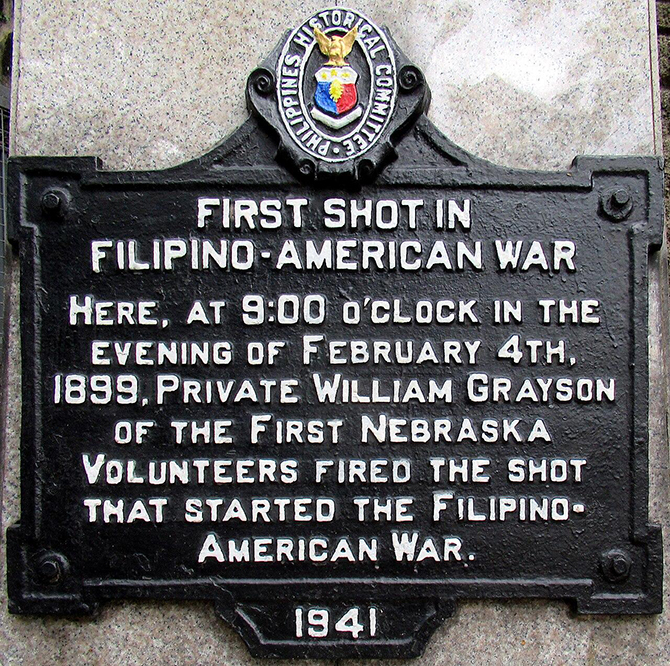 PHILIPPINES HISTORICAL COMMITTEE •
FIRST SHOT IN
FILIPINO-AMERICAN WAR
HERE, AT 9:00 O'CLOCK IN THE
EVENING OF FEBRUARY 4TH,
1899, PRIVATE WILLIAM GRAYSON
OF THE FIRST NEBRASKA
VOLUNTEERS FIRED THE SHOT
THAT STARTED THE FILIPINO-
AMERICAN WAR.
1941